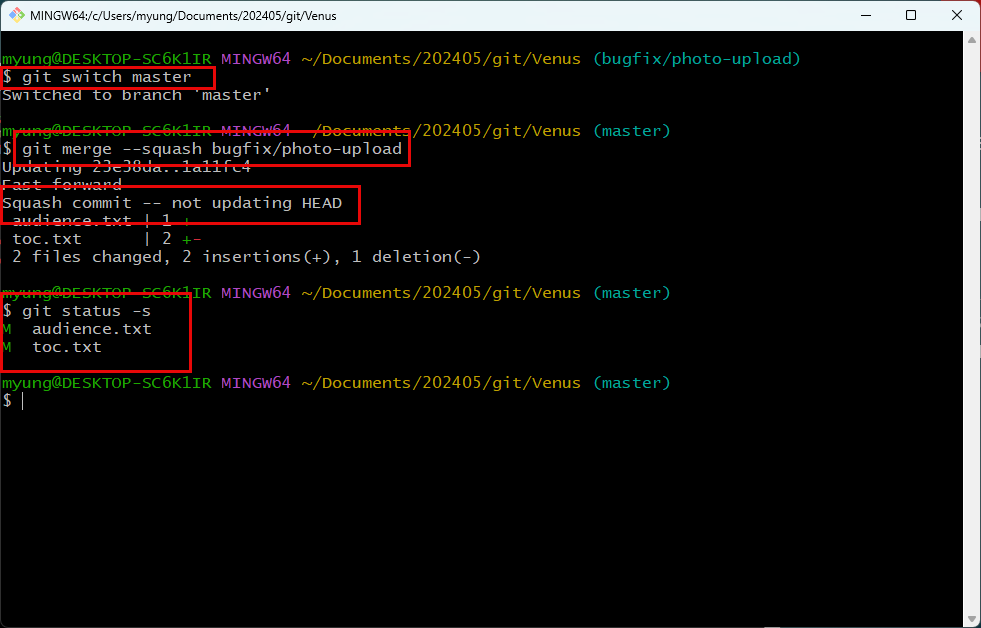 MINGW64:/c/Users/myung/Documents/202405/git/Venus
myung@DESKTOP-SC6K1IR MINGW64 ~/Documents/202405/git/Venus (bugfix/photo-upload)
$ git switch master
Switched to branch 'master'
myung@DESKTOP-SC6K1IR MINGW64 ~/Documents/202405/git/Venus (master)
$ git merge --squash bugfix/photo-upload
Updating 23e38da..1a11fc4
Fast-forward
Squash commit -- not updating HEAD
audience.txt | 1 +
toc.txt      | 2 +-
2 files changed, 2 insertions(+), 1 deletion(-)
myung@DESKTOP-SC6K1IR MINGW64 ~/Documents/202405/git/Venus (master)
$ git status -s
M  audience.txt
M  toc.txt
myung@DESKTOP-SC6K1IR MINGW64 ~/Documents/202405/git/Venus (master)
$